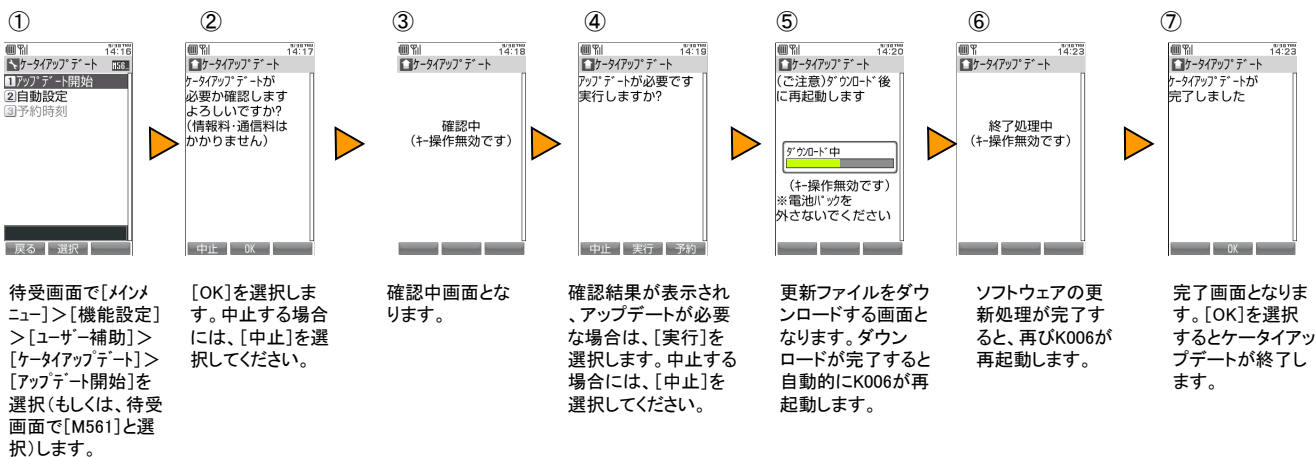 ①
14:16
ケータイアップデート
1アップデート開始
2自動設定
3予約時刻
戻る 選択
待受画面で[メインメ
ニュー]>[機能設定]
>[ユーザー補助]>
[ケータイアップデート]>
[アップデート開始]を
選択(もしくは、待受
画面で[M561]と選
択)します。
②
14:17
ケータイアップデート
ケータイアップデートが
必要か確認します
よろしいですか?
(情報料・通信料は
かかりません)
中止 OK
[OK]を選択しま
す。中止する場合
には、[中止]を選
択してください。
③
14:18
ケータイアップデート
確認中
(キー操作無効です)
確認中画面とな
ります。
④
14:19
ケータイアップデート
アップデートが必要です
実行しますか?
中止 実行 予約
確認結果が表示され
、アップデートが必要
な場合は、[実行]を
選択します。中止する
場合には、[中止]を
選択してください。
⑤
14:20
ケータイアップデート
(ご注意)ダウンロード後
に再起動します
ダウンロード中
(キー操作無効です)
※電池パックを
外さないでください
更新ファイルをダウ
ンロードする画面と
なります。ダウン
ロードが完了すると
自動的にK006が再
起動します。
⑥
14:23
ケータイアップデート
終了処理中
(キー操作無効です)
ソフトウェアの更
新処理が完了す
ると、再びK006が
再起動します。
⑦
14:23
ケータイアップデート
ケータイアップデートが
完了しました
OK
完了画面となりま
す。[OK]を選択
するとケータイアッ
プデートが終了し
ます。